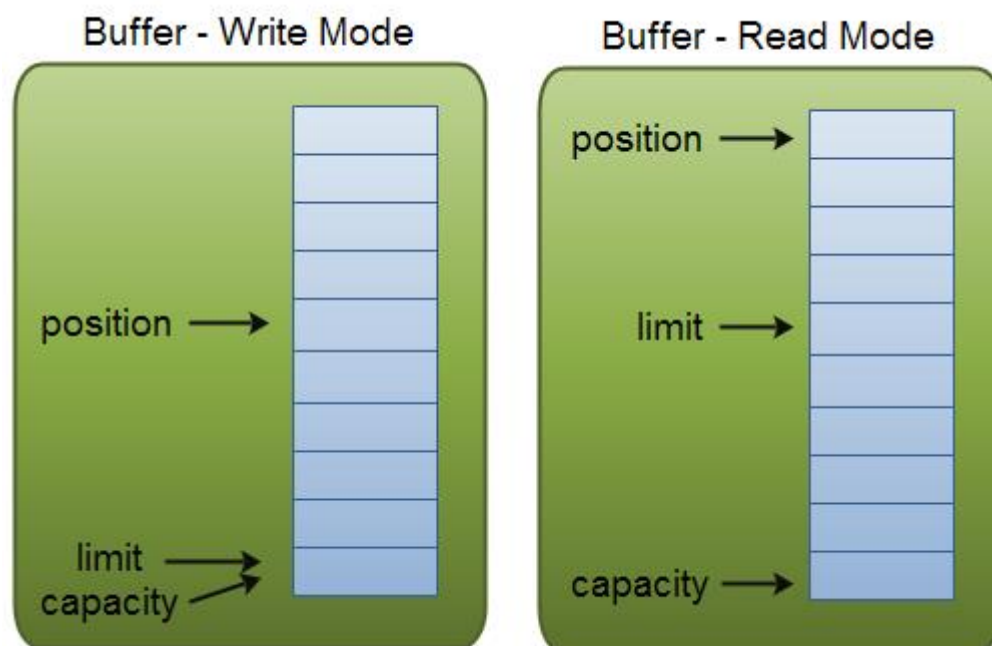 Buffer - Write Mode
position
limit
capacity
Buffer - Read Mode
position
limit
capacity